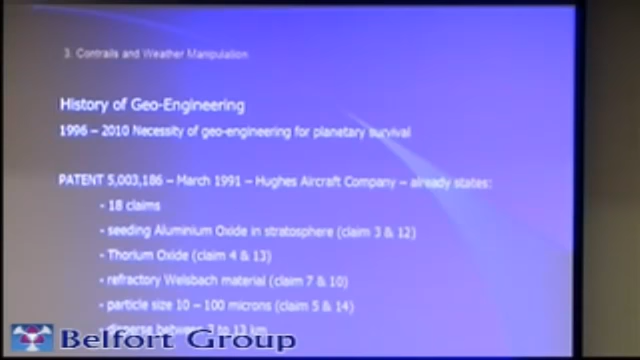 3. Contrails and Weather Manipulation
History of Geo-Engineering
1996 – 2010 Necessity of geo-engineering for planetary survival
PATENT 5,003,186 – March 1991 – Hughes Aircraft Company – already states:
- 18 claims
- seeding Aluminium Oxide in stratosphere (claim 3 & 12)
- Thorium Oxide (claim 4 & 13)
- refractory Welsbach material (claim 7 & 10)
- particle size 10 – 100 microns (claim 5 & 14)
- disperse between to 13 km
Belfort Group